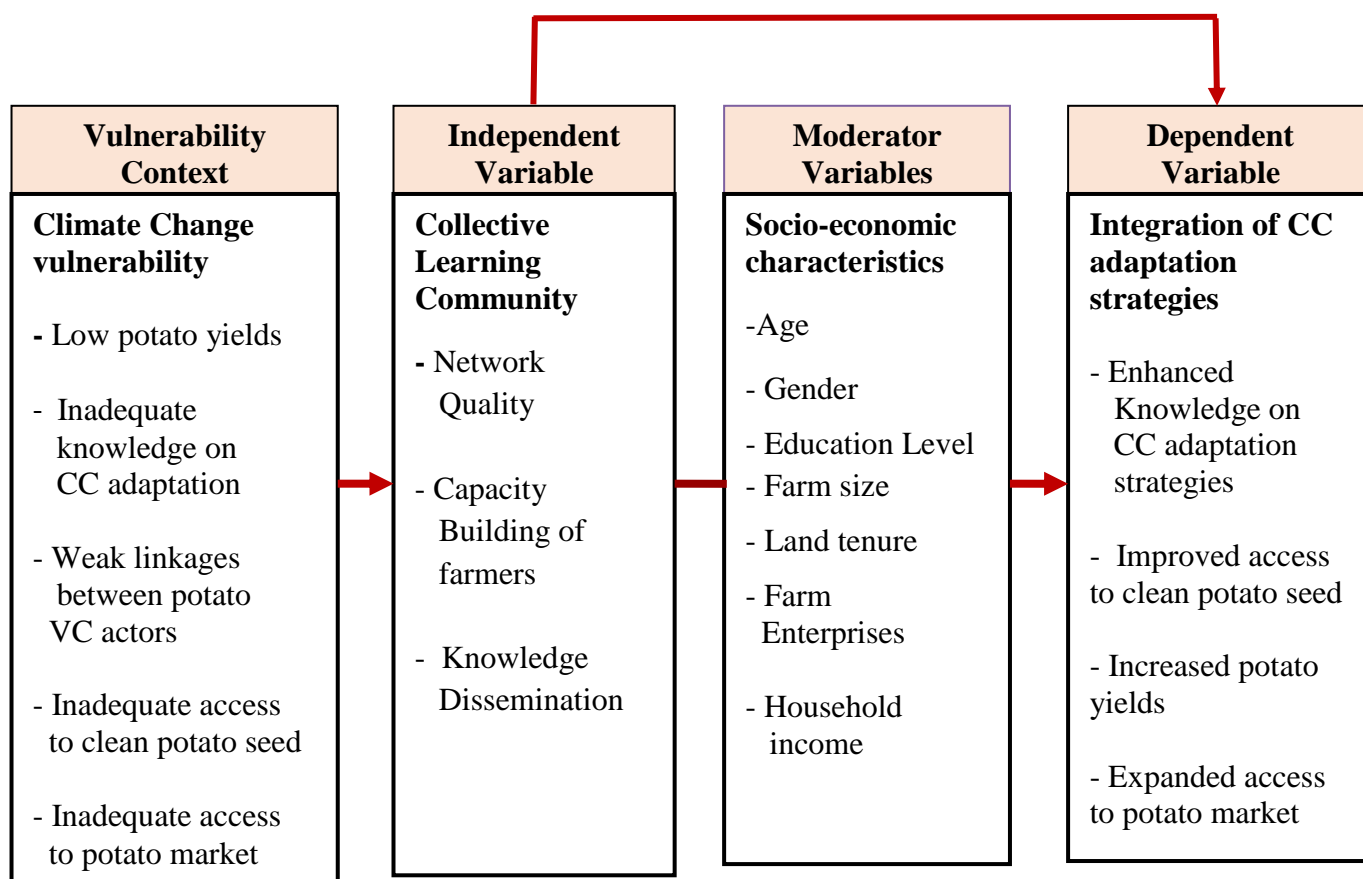 Vulnerability
Context
Climate Change
vulnerability
- Low potato yields
- Inadequate
knowledge on
CC adaptation
- Weak linkages
between potato
VC actors
- Inadequate access
to clean potato seed
- Inadequate access
to potato market
Independent
Variable
Collective
Learning
Community
- Network
Quality
- Capacity
Building of
farmers
- Knowledge
Dissemination
Moderator
Variables
Socio-economic
characteristics
-Age
- Gender
- Education Level
- Farm size
- Land tenure
- Farm
Enterprises
- Household
income
Dependent
Variable
Integration of CC
adaptation
strategies
- Enhanced
Knowledge on
CC adaptation
strategies
- Improved access
to clean potato seed
- Increased potato
yields
- Expanded access
to potato market